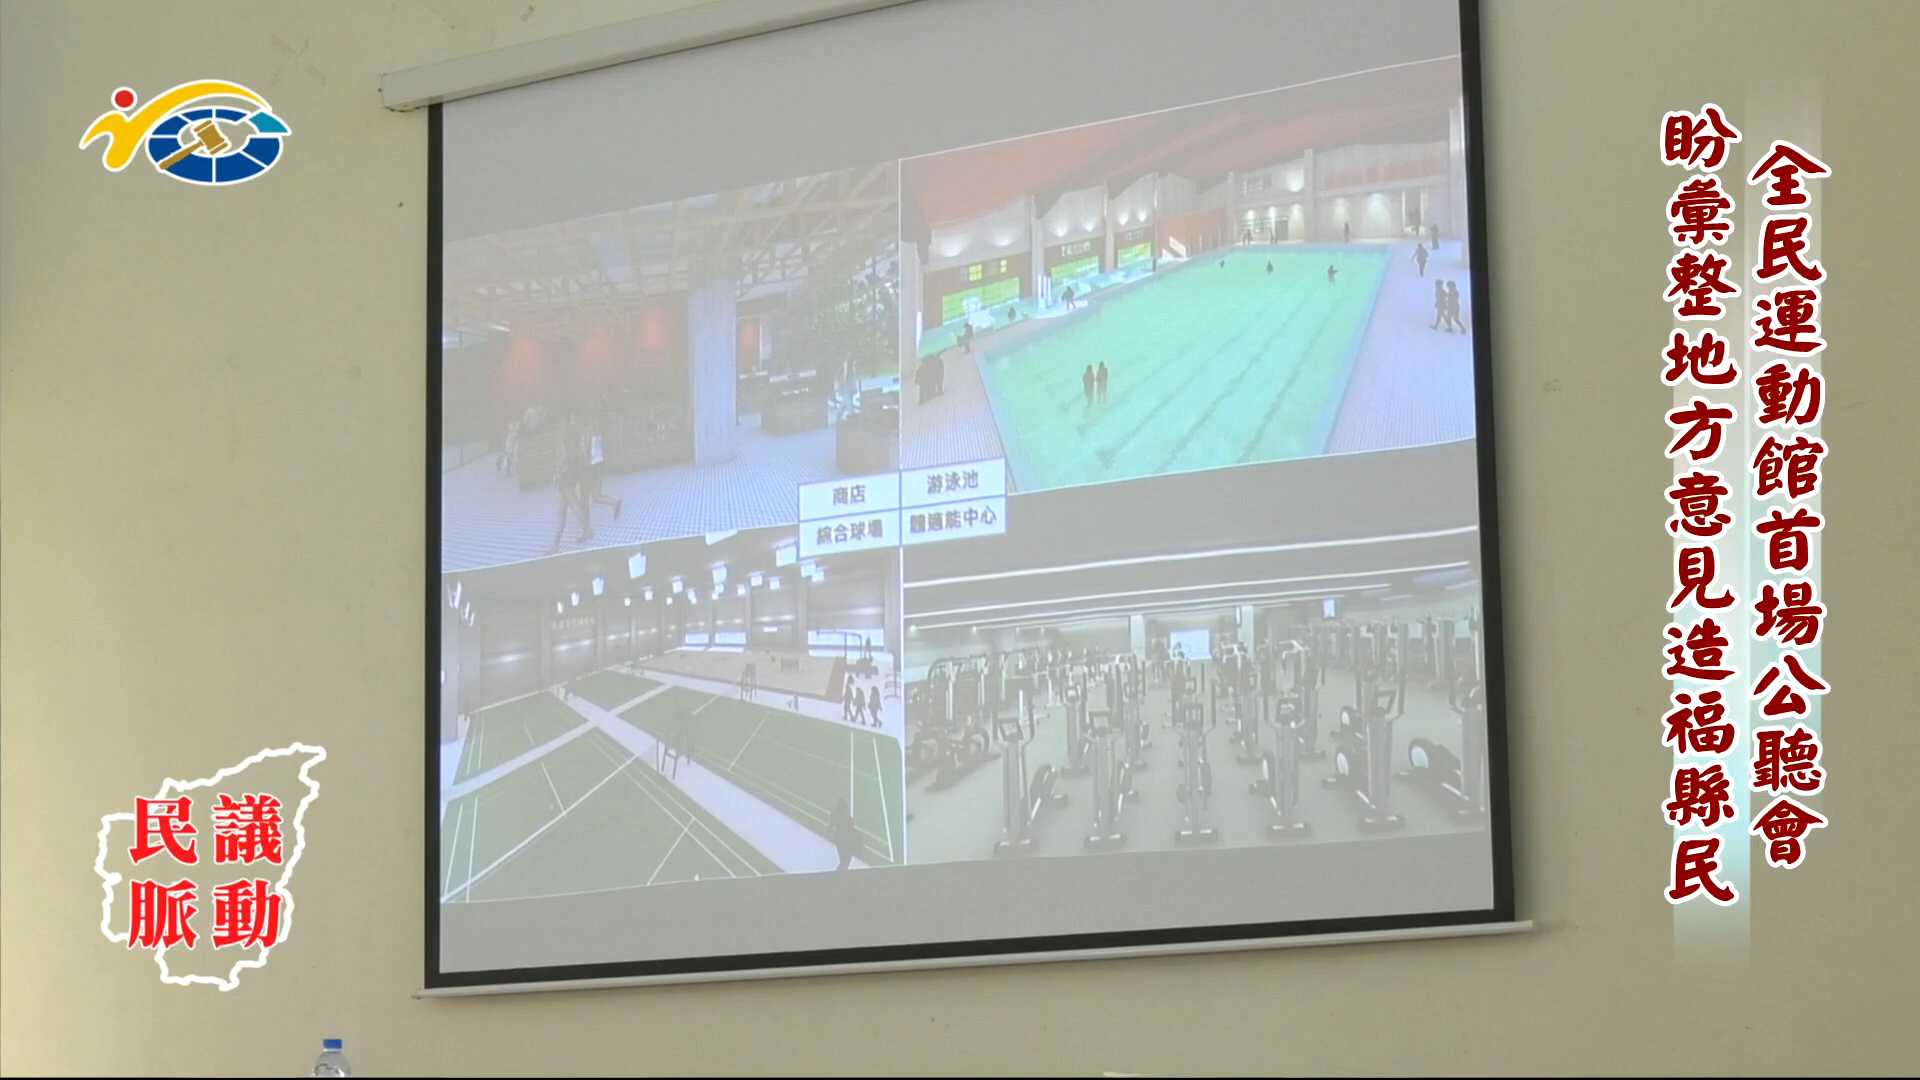 全民運動館首場公聽會
盼彙整地方意見造福縣民
商店
游泳池
綜合球場
體適能中心
民議
脈動